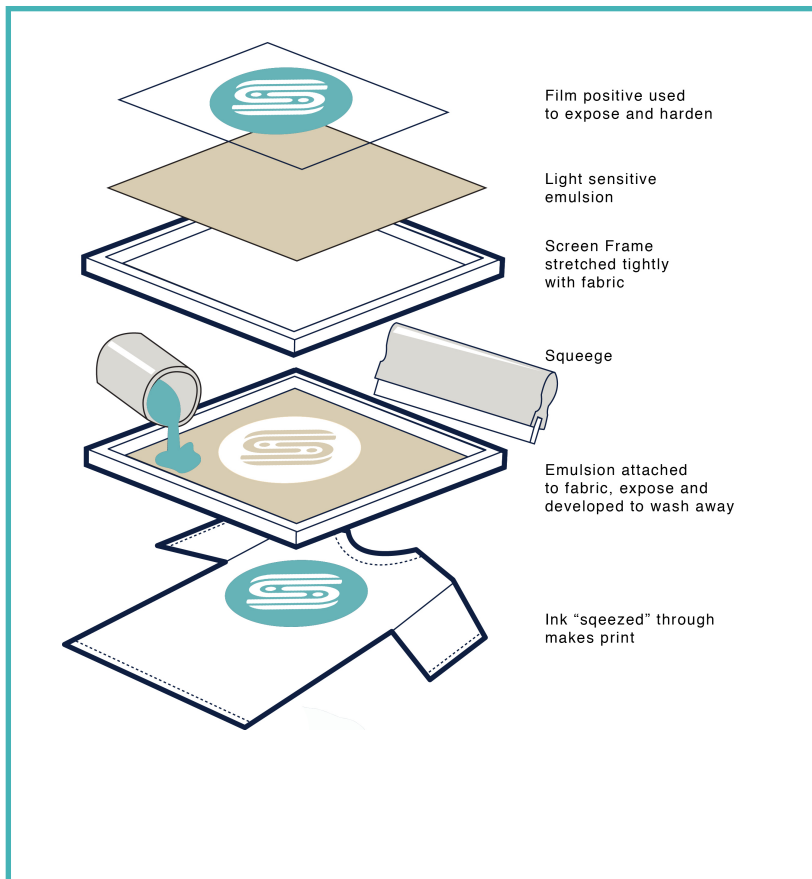 Film positive used
to expose and harden
Light sensitive
emulsion
Screen Frame
stretched tightly
with fabric
Squeege
Emulsion attached
to fabric, expose and
developed to wash away
Ink “sqeezed” through
makes print